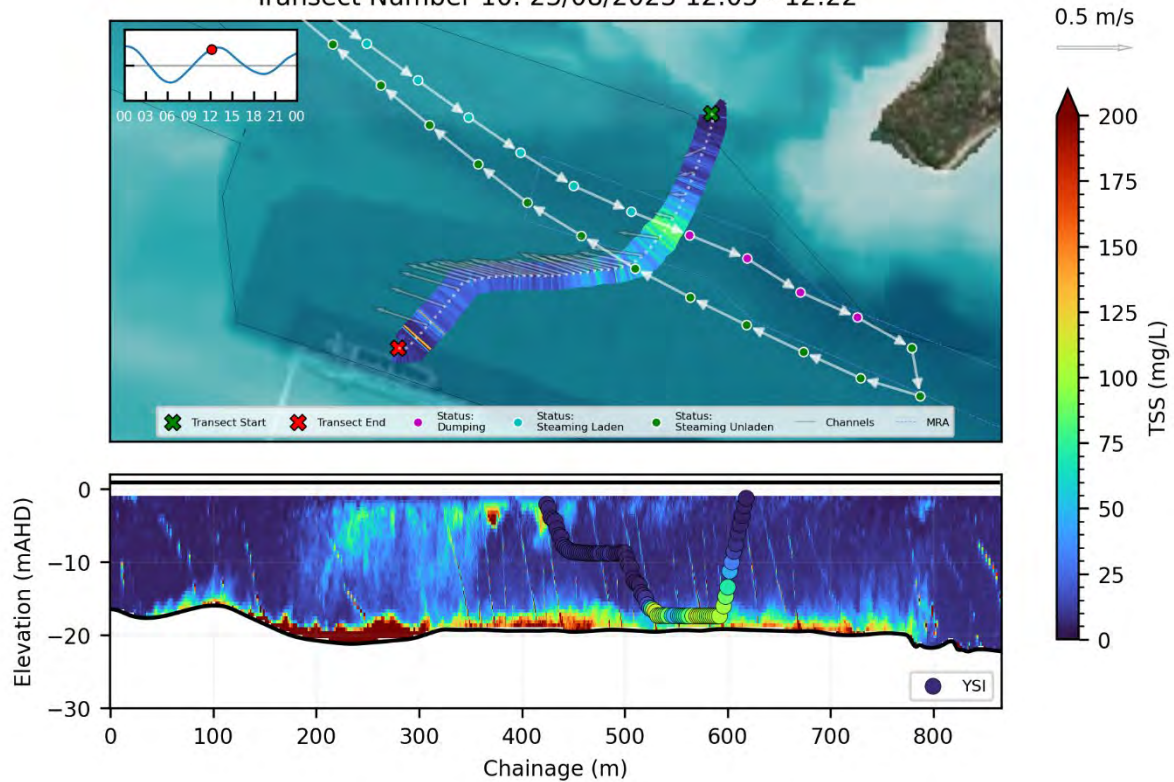 Transect Number 10: 23/08/2023 12:05 - 12:22
00 03 06 09 12 15 18 21 00
Transect Start
Transect End
Status:
Dumping
Status:
Steaming Laden
Status:
Steaming Unladen
Channels
MRA
0.5 m/s
200
175
150
125
100
75
50
25
0
TSS (mg/L)
0
−10
−20
−30
Elevation (mAHD)
YSI
0 100 200 300 400 500 600 700 800
Chainage (m)